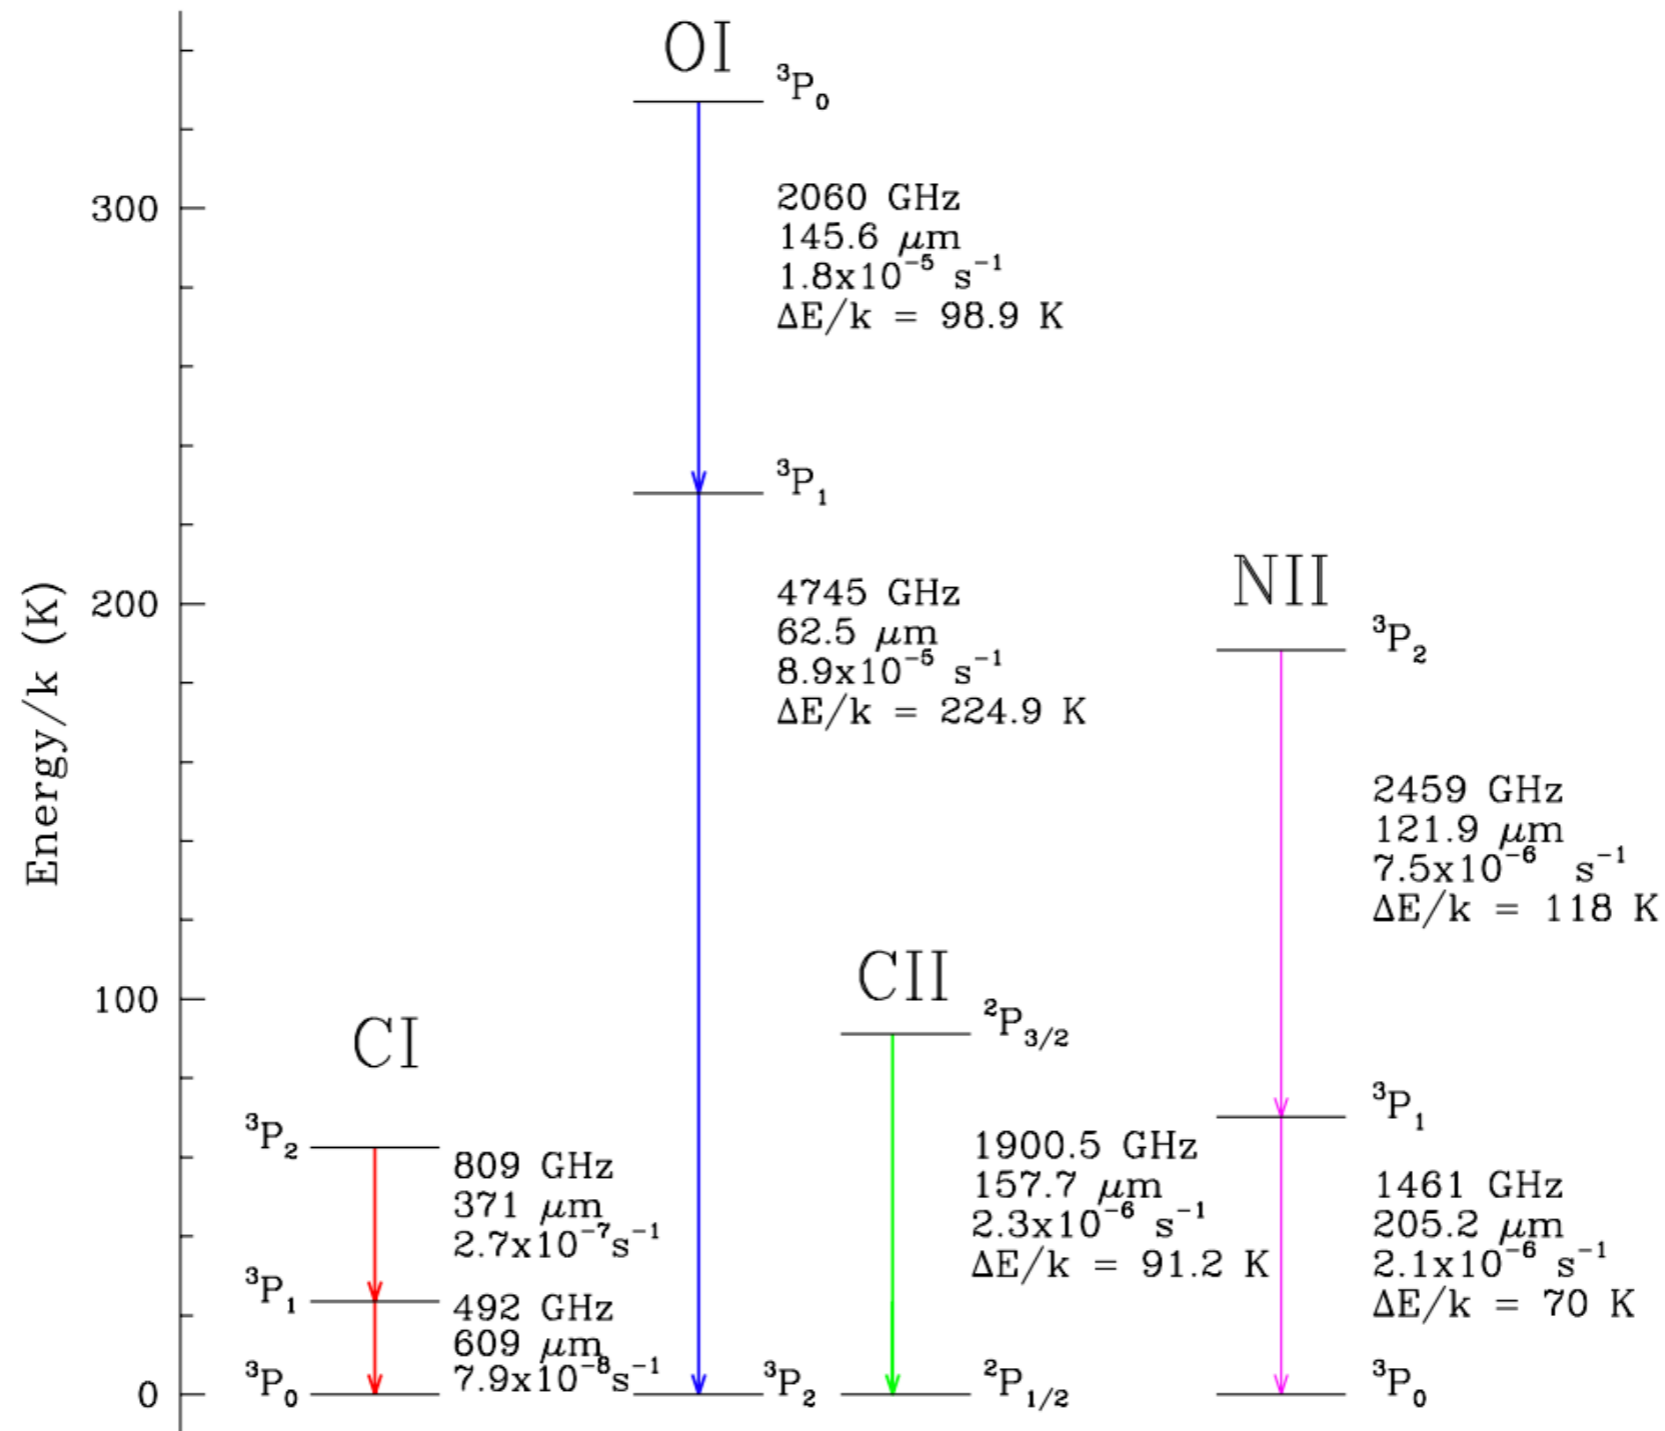 OI
³P₀
2060 GHz
145.6 μm
1.8x10⁻⁵ s⁻¹
ΔE/k = 98.9 K
³P₁
4745 GHz
62.5 μm
8.9x10⁻⁵ s⁻¹
ΔE/k = 224.9 K
³P₂
NII
³P₂
2459 GHz
121.9 μm
7.5x10⁻⁶ s⁻¹
ΔE/k = 118 K
³P₁
1461 GHz
205.2 μm
2.1x10⁻⁶ s⁻¹
ΔE/k = 70 K
³P₀
CII
²P₃/₂
1900.5 GHz
157.7 μm
2.3x10⁻⁶ s⁻¹
ΔE/k = 91.2 K
²P₁/₂
CI
³P₂
809 GHz
371 μm
2.7x10⁻⁷s⁻¹
³P₁
492 GHz
609 μm
7.9x10⁻⁸s⁻¹
³P₀
Energy/k (K)
300
200
100
0